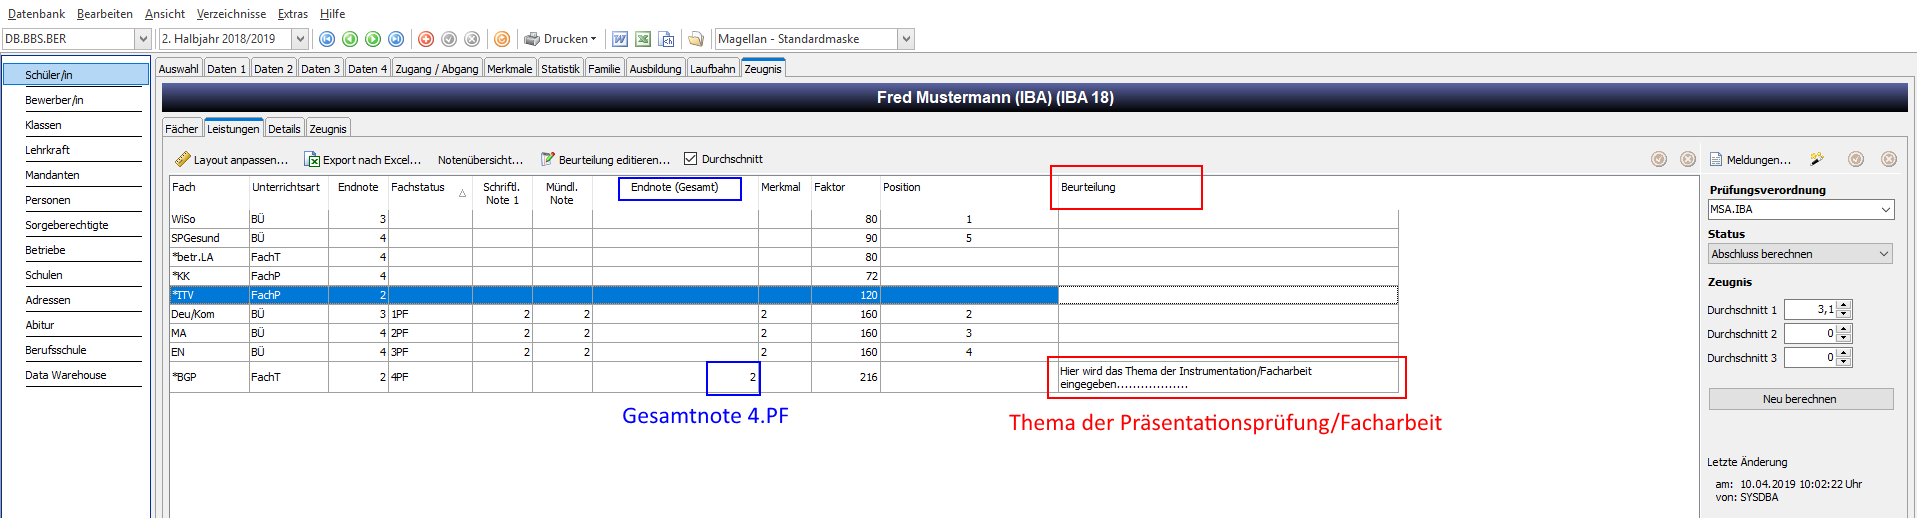 Datenbank Bearbeiten Ansicht Verzeichnisse Extras Hilfe
DB.BBS.BER 2. Halbjahr 2018/2019 Drucken Magellan - Standardmaske
Schüler/in
Bewerber/in
Klassen
Lehrkraft
Mandanten
Personen
Sorgeberechtigte
Betriebe
Schulen
Adressen
Abitur
Berufsschule
Data Warehouse
Auswahl Daten 1 Daten 2 Daten 3 Daten 4 Zugang / Abgang Merkmale Statistik Familie Ausbildung Laufbahn Zeugnis
Fred Mustermann (IBA) (IBA 18)
Fächer Leistungen Details Zeugnis
Layout anpassen... Export nach Excel... Notenübersicht... Beurteilung editieren... Durchschnitt
Fach Unterrichtsart Endnote Fachstatus Schriftl. Note 1 Mündl. Note Endnote (Gesamt) Merkmal Faktor Position Beurteilung
WiSo BÜ 3 80 1
SPGesund BÜ 4 90 5
*betr.LA FachT 4 80
*KK FachP 4 72
*ITV FachP 2 120
Deu/Kom BÜ 3 1PF 2 2 2 160 2
MA BÜ 4 2PF 2 2 2 160 3
EN BÜ 4 3PF 2 2 2 160 4
*BGP FachT 2 4PF 2 216 Hier wird das Thema der Instrumentation/Facharbeit
eingegeben..................
Gesamtnote 4.PF
Thema der Präsentationsprüfung/Facharbeit
Meldungen...
Prüfungsverordnung
MSA.IBA
Status
Abschluss berechnen
Zeugnis
Durchschnitt 1 3,1
Durchschnitt 2 0
Durchschnitt 3 0
Neu berechnen
Letzte Änderung
am: 10.04.2019 10:02:22 Uhr
von: SYSDBA